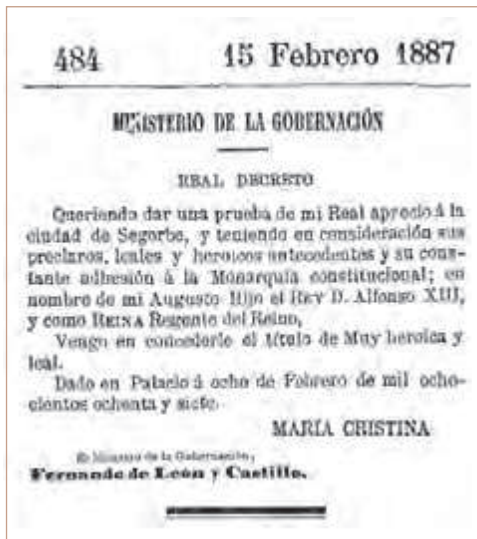 484 15 Febrero 1887
MINISTERIO DE LA GOBERNACIÓN
REAL DECRETO
Queriendo dar una prueba de mi Real aprecio á la
ciudad de Segorbe, y teniendo en consideración sus
preclaros, leales y heroicos antecedentes y su cons-
tante adhesión á la Monarquía constitucional; en
nombre de mi Augusto Hijo el REY D. Alfonso XIII,
y como REINA Regente del Reino,
Vengo en concederle el título de Muy heroica y
leal.
Dado en Palacio á ocho de Febrero de mil ocho-
cientos ochenta y siete.
MARÍA CRISTINA
El Ministro de la Gobernación,
Fernando de León y Castillo.